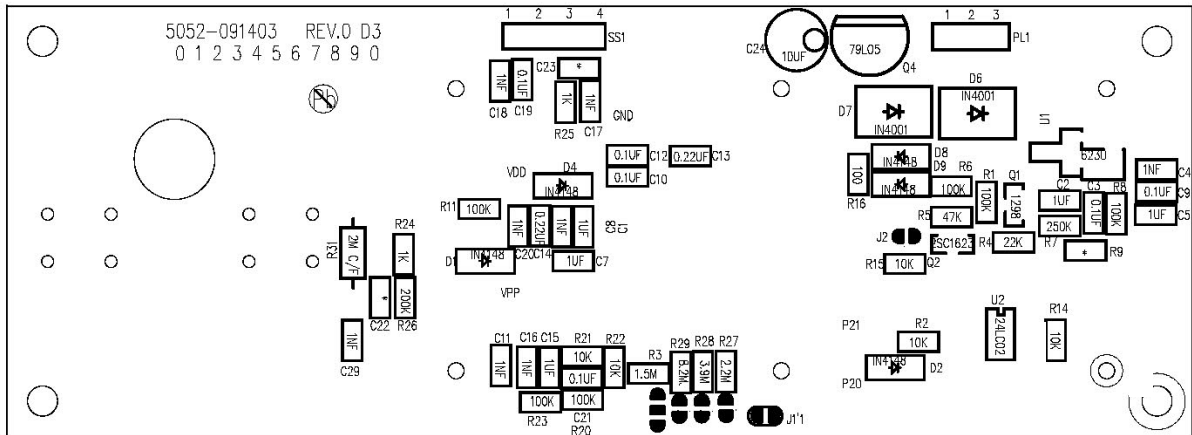 5052-091403 REV.0 D3
0 1 2 3 4 5 6 7 8 9 0
Pb
1 2 3 4
SS1
C23
*
1NF
0.1UF
1K
1NF
C18
C19
R25
C17
GND
C24
10UF
79L05
Q4
1 2 3
PL1
D7
IN4001
D6
IN4001
U1
6230
0.1UF
C12
0.22UF
C13
0.1UF
C10
VDD
D4
IN4148
R11
100K
1NF
0.22UF
1NF
1UF
C8
C1
C20
C14
D1
IN4148
1UF
C7
VPP
100
R16
D8
D9
IN4148
R6
100K
R1
100K
Q1
1298
C2
1UF
C3
0.1UF
R8
100K
1NF
C4
0.1UF
C9
1UF
C5
R5
47K
J2
2SC1623
Q2
R4
22K
R7
250K
*
R9
R15
10K
R31
2M C/F
R24
1K
*
C22
200K
R26
1NF
C29
C11
1NF
C16
1NF
C15
1UF
R21
10K
0.1UF
R22
10K
100K
R23
100K
C21
R20
R3
1.5M
R29
8.2M
R28
3.9M
R27
2.2M
J1'1
P21
R2
10K
P20
IN4148
D2
U2
24LC02
R14
10K